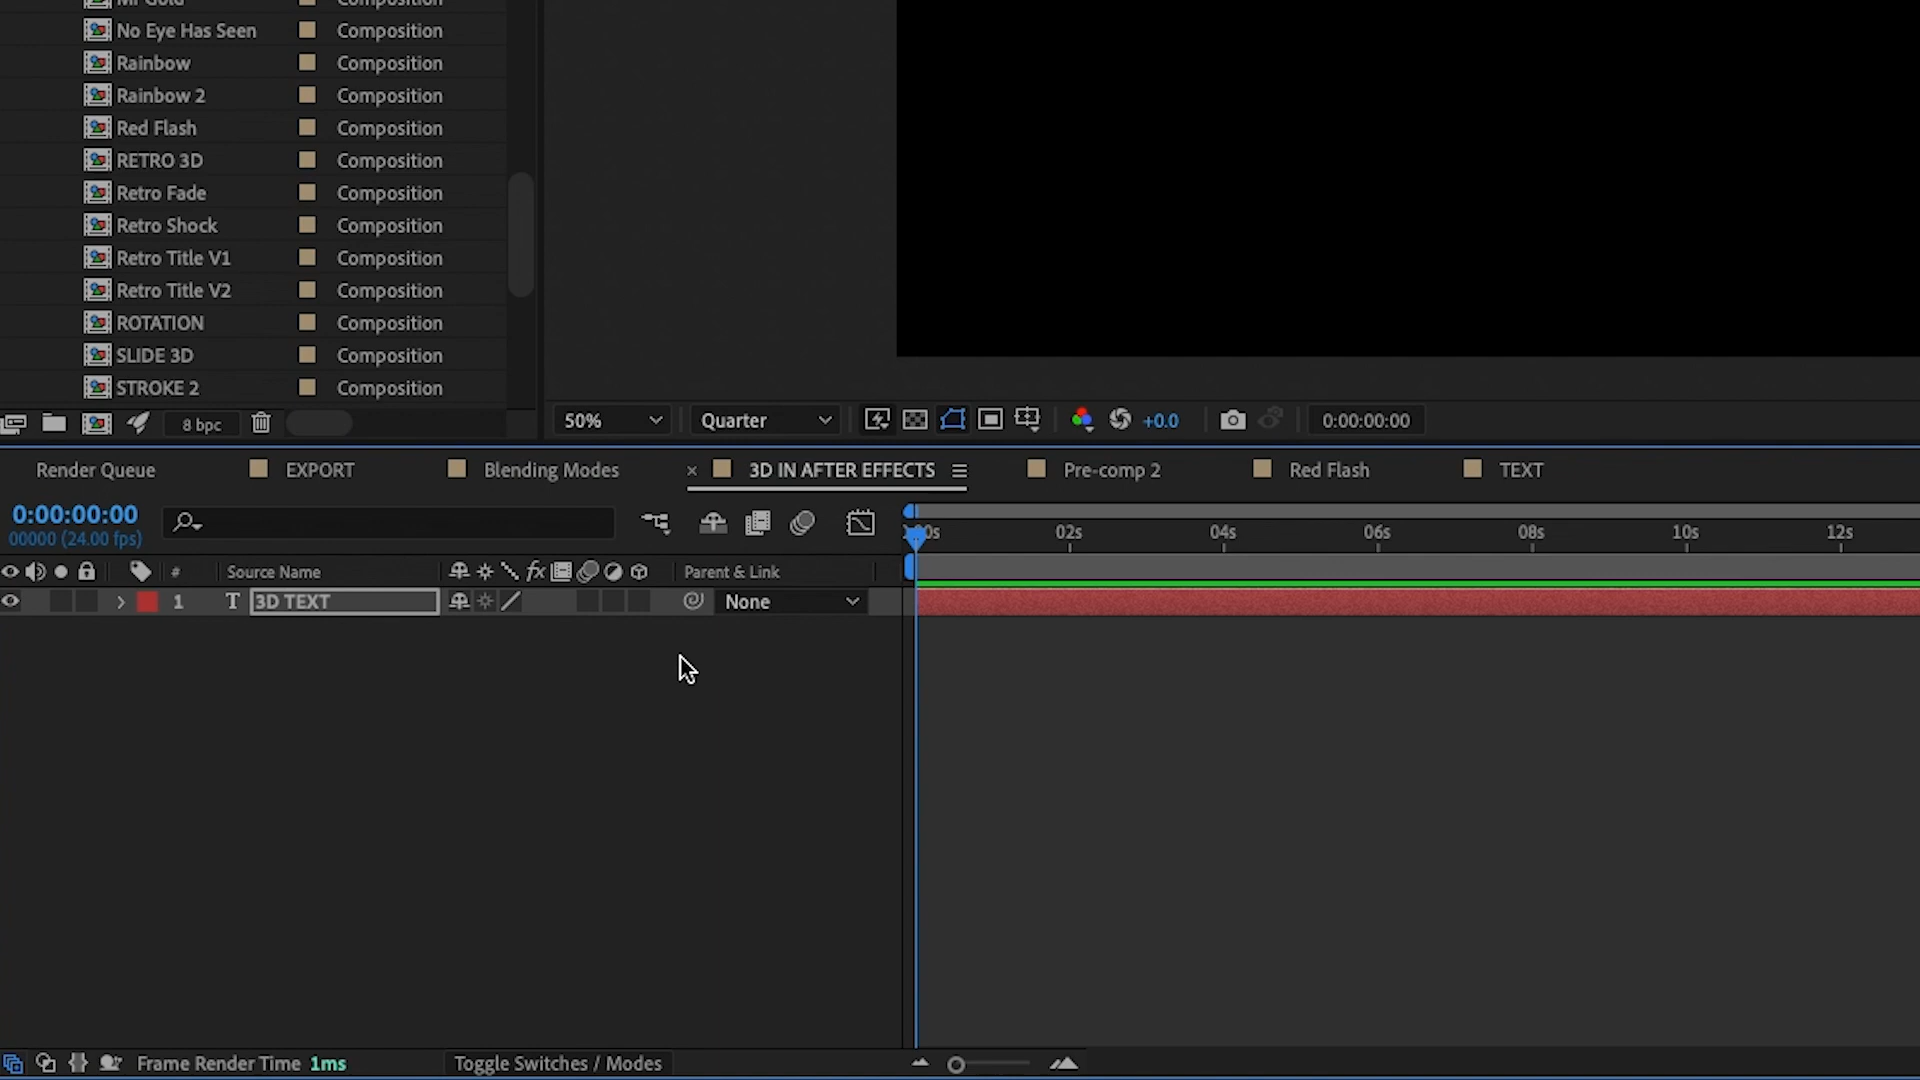 Mr Gold Composition
No Eye Has Seen Composition
Rainbow Composition
Rainbow 2 Composition
Red Flash Composition
RETRO 3D Composition
Retro Fade Composition
Retro Shock Composition
Retro Title V1 Composition
Retro Title V2 Composition
ROTATION Composition
SLIDE 3D Composition
STROKE 2 Composition
8 bpc
50% Quarter +0.0 0:00:00:00
Render Queue EXPORT Blending Modes × 3D IN AFTER EFFECTS Pre-comp 2 Red Flash TEXT
0:00:00:00
00000 (24.00 fps)
02s 04s 06s 08s 10s 12s
# Source Name fx Parent & Link
1 T 3D TEXT None
Frame Render Time 1ms Toggle Switches / Modes